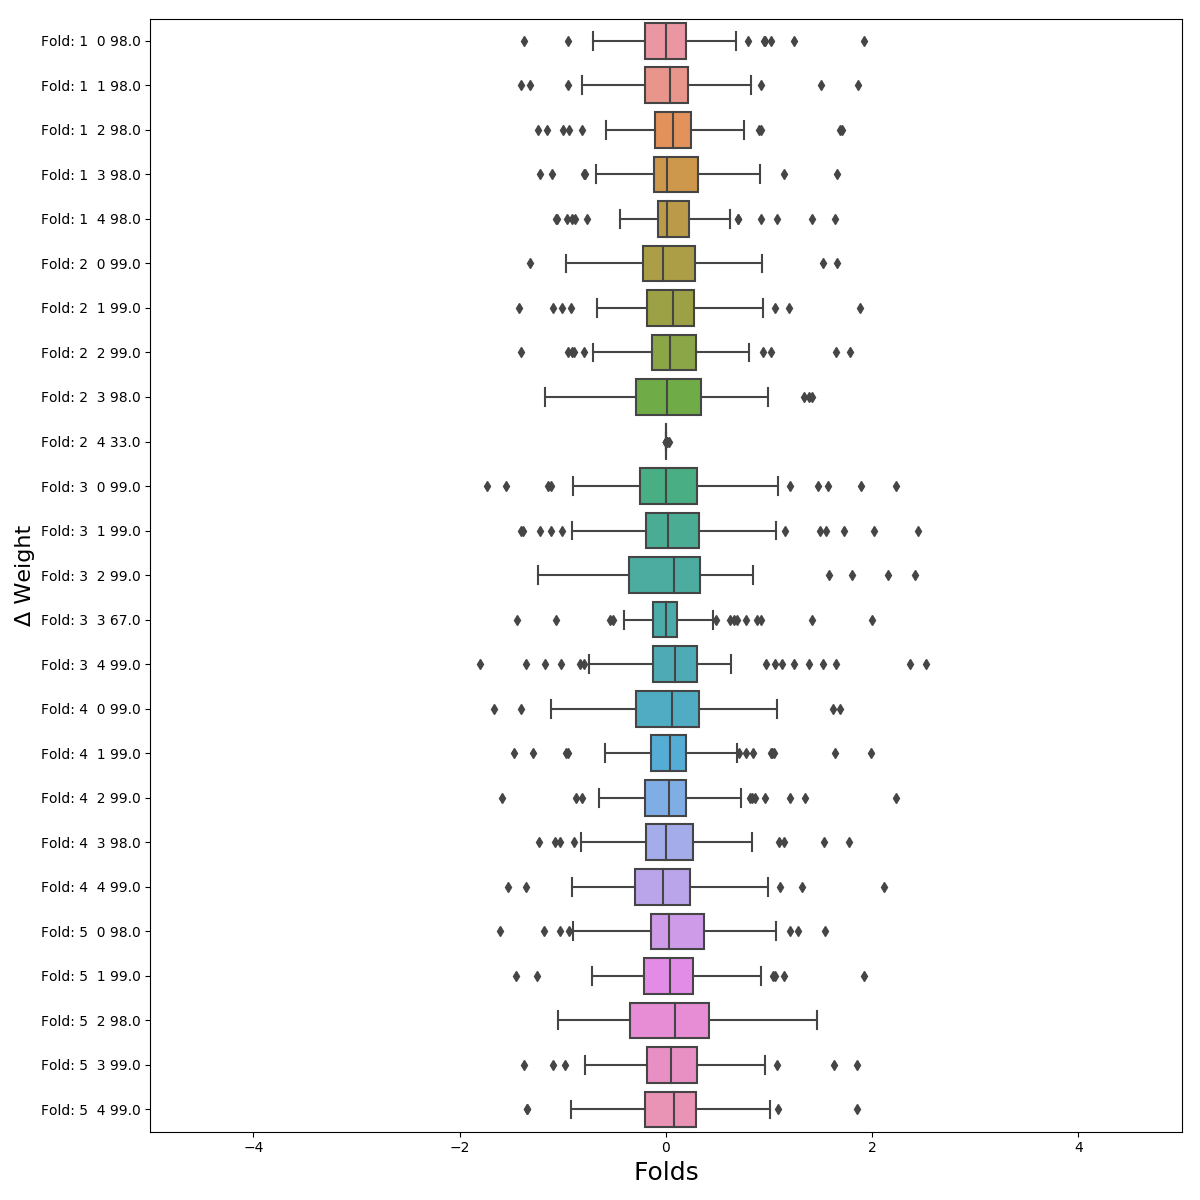 Fold: 1  0 98.0
Fold: 1  1 98.0
Fold: 1  2 98.0
Fold: 1  3 98.0
Fold: 1  4 98.0
Fold: 2  0 99.0
Fold: 2  1 99.0
Fold: 2  2 99.0
Fold: 2  3 98.0
Fold: 2  4 33.0
Fold: 3  0 99.0
Fold: 3  1 99.0
Fold: 3  2 99.0
Fold: 3  3 67.0
Fold: 3  4 99.0
Fold: 4  0 99.0
Fold: 4  1 99.0
Fold: 4  2 99.0
Fold: 4  3 98.0
Fold: 4  4 99.0
Fold: 5  0 98.0
Fold: 5  1 99.0
Fold: 5  2 98.0
Fold: 5  3 99.0
Fold: 5  4 99.0
Δ Weight
−4 −2 0 2 4
Folds